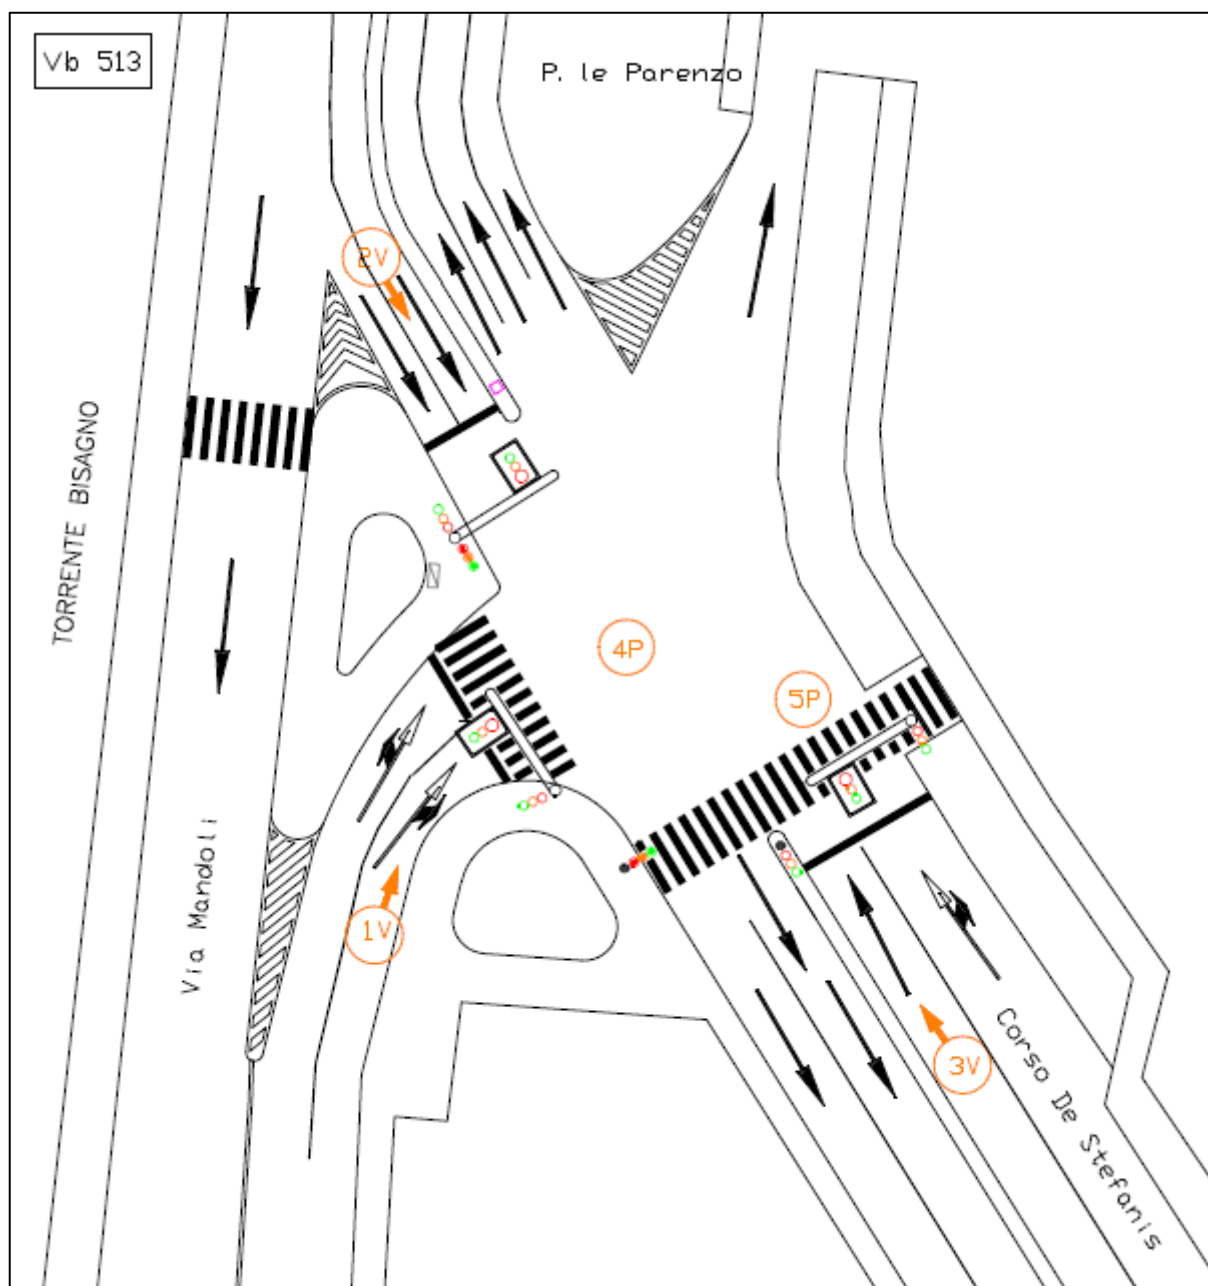 Vb 513
P. le Parenzo
2V
TORRENTE BISAGNO
4P
5P
Via Mandoli
1V
3V
Corso De Stefanis